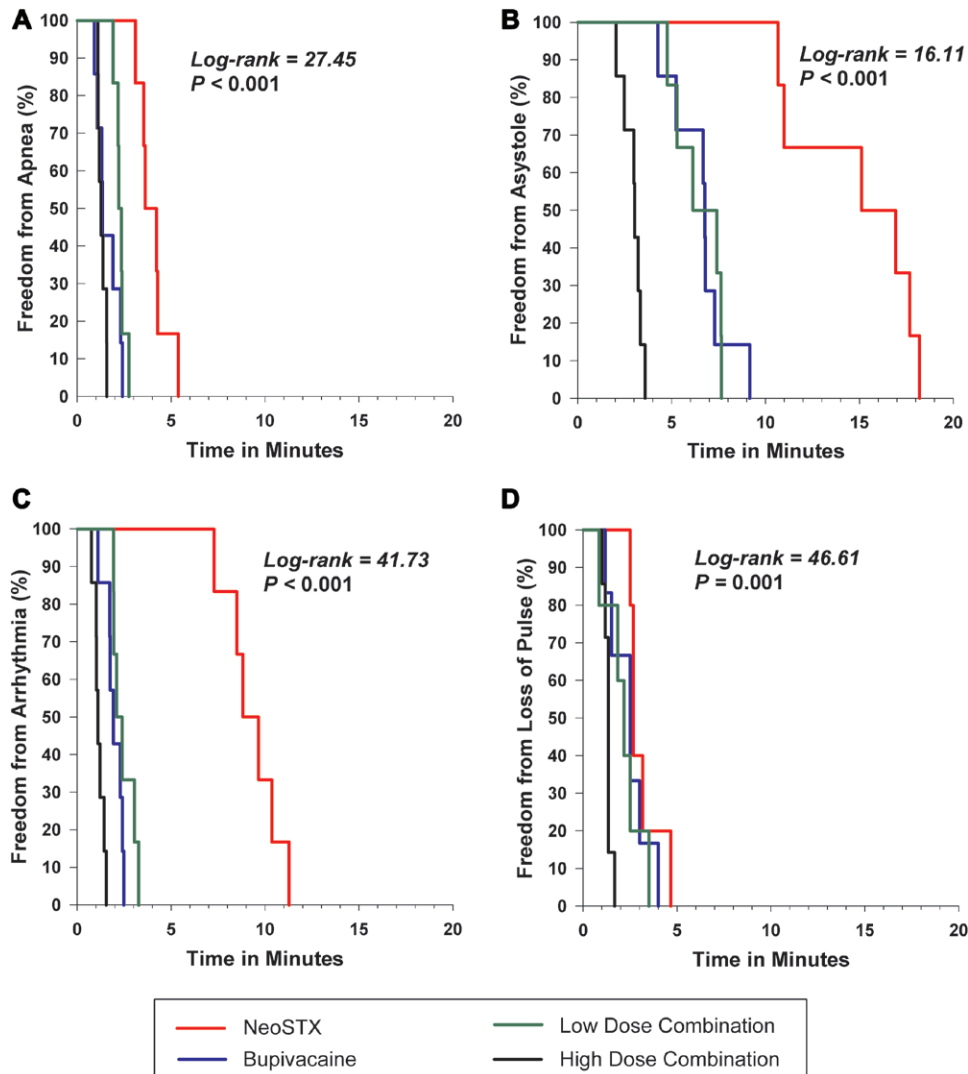 A
Log-rank = 27.45
P < 0.001
Freedom from Apnea (%)
100
90
80
70
60
50
40
30
20
10
0
0 5 10 15 20
Time in Minutes
B
Log-rank = 16.11
P < 0.001
Freedom from Asystole (%)
100
90
80
70
60
50
40
30
20
10
0
0 5 10 15 20
Time in Minutes
C
Log-rank = 41.73
P < 0.001
Freedom from Arrhythmia (%)
100
90
80
70
60
50
40
30
20
10
0
0 5 10 15 20
Time in Minutes
D
Log-rank = 46.61
P = 0.001
Freedom from Loss of Pulse (%)
100
90
80
70
60
50
40
30
20
10
0
0 5 10 15 20
Time in Minutes
NeoSTX
Low Dose Combination
Bupivacaine
High Dose Combination